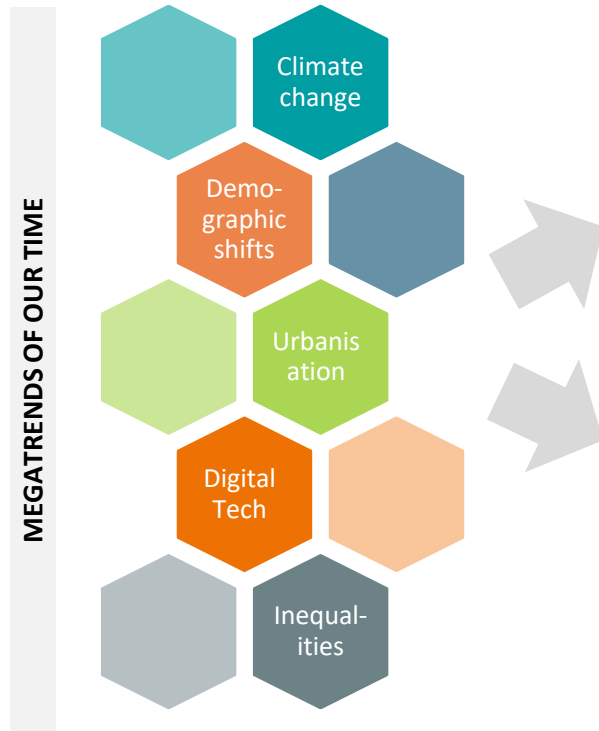 MEGATRENDS OF OUR TIME
Climate
change
Demo-
graphic
shifts
Urbanis
ation
Digital
Tech
Inequal-
ities